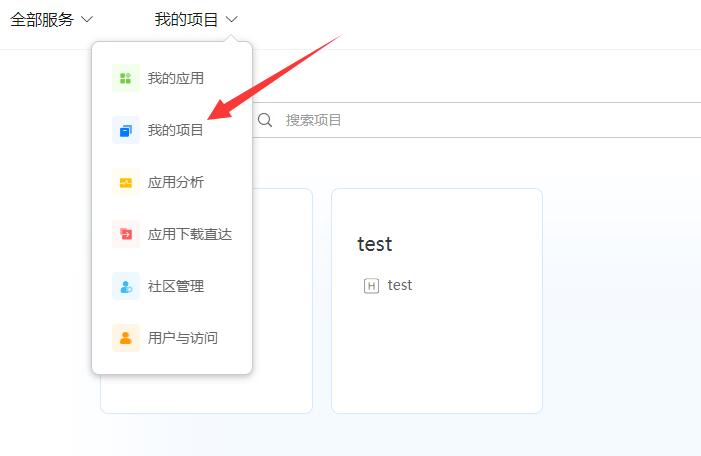 全部服务
我的项目
我的应用
我的项目
搜索项目
应用分析
应用下载直达
社区管理
用户与访问
test
H test